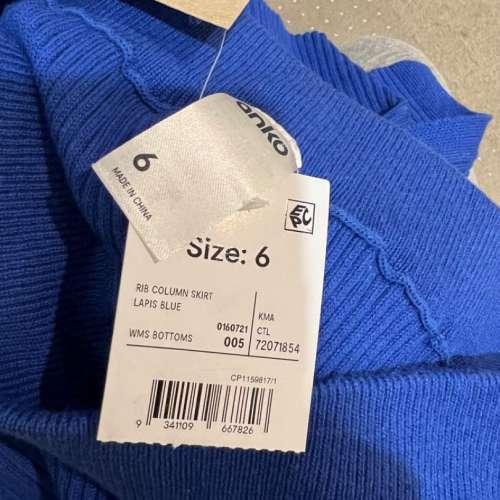 anko
6
MADE IN CHINA
Size: 6
RIB COLUMN SKIRT
LAPIS BLUE
KMA
0160721
CTL
WMS BOTTOMS
005
72071854
CP1159817/1
9 341109 667826